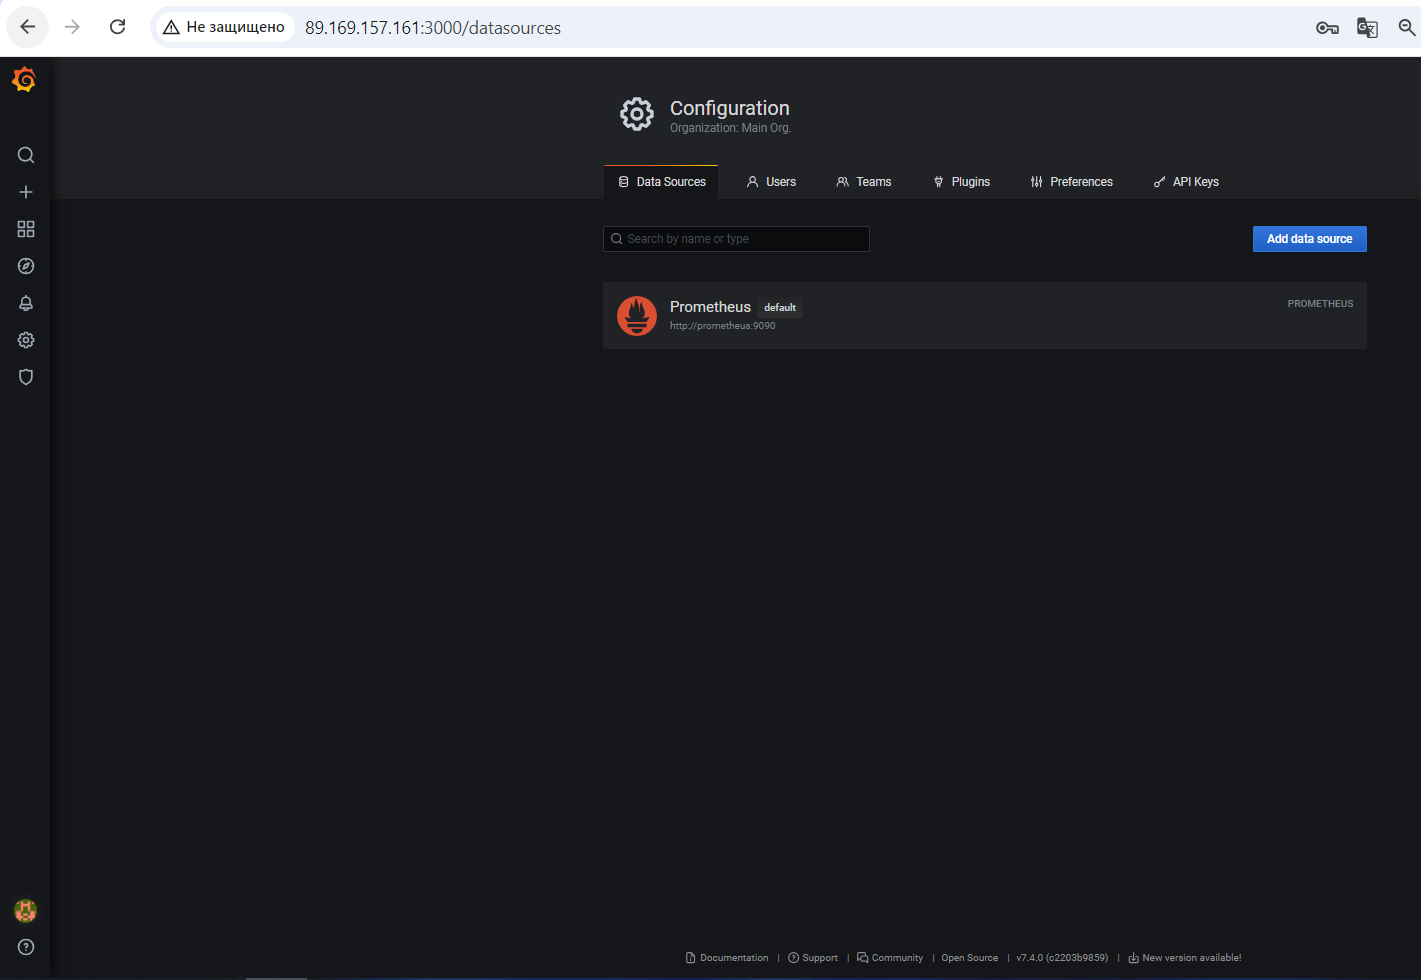 Не защищено 89.169.157.161:3000/datasources
Configuration
Organization: Main Org.
Data Sources Users Teams Plugins Preferences API Keys
Search by name or type Add data source
Prometheus default PROMETHEUS
http://prometheus:9090
Documentation | Support | Community | Open Source | v7.4.0 (c2203b9859) | New version available!